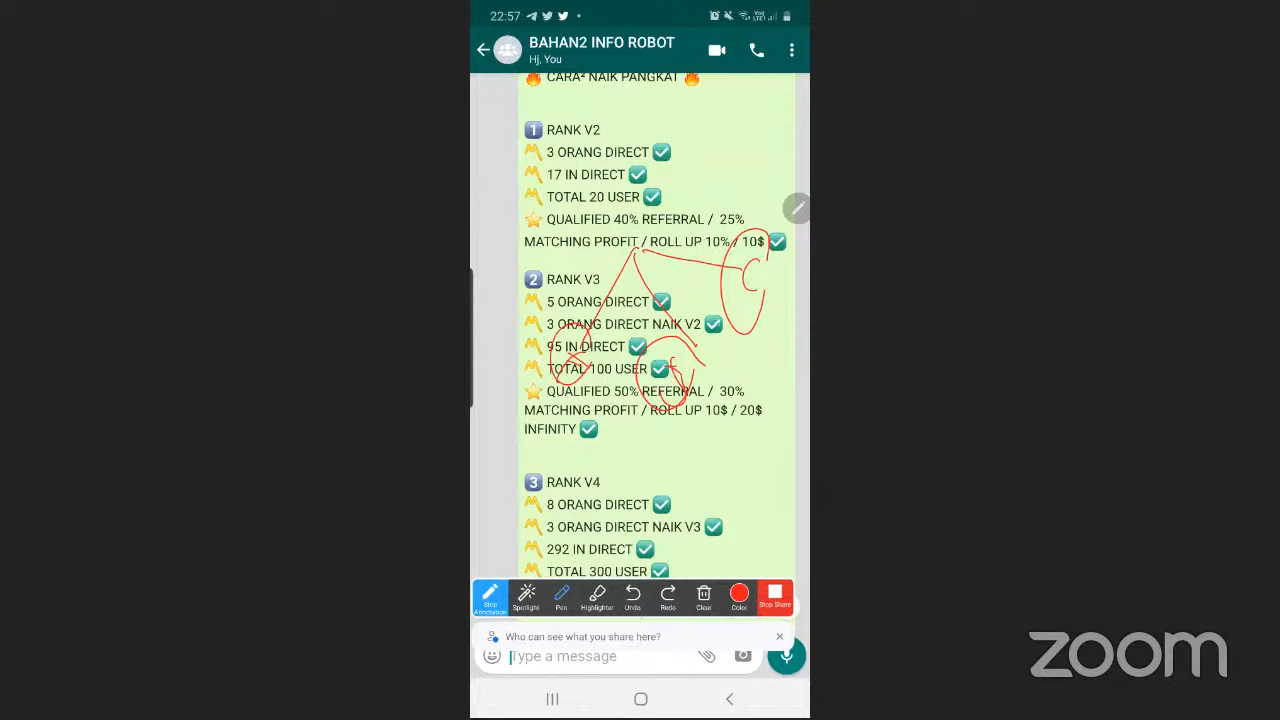 22:57
BAHAN2 INFO ROBOT
Hj, You
🔥 CARA² NAIK PANGKAT 🔥
1️⃣ RANK V2
〽️ 3 ORANG DIRECT ✅
〽️ 17 IN DIRECT ✅
〽️ TOTAL 20 USER ✅
⭐ QUALIFIED 40% REFERRAL / 25%
MATCHING PROFIT / ROLL UP 10% / 10$ ✅
2️⃣ RANK V3
〽️ 5 ORANG DIRECT ✅
〽️ 3 ORANG DIRECT NAIK V2 ✅
〽️ 95 IN DIRECT ✅
〽️ TOTAL 100 USER ✅
⭐ QUALIFIED 50% REFERRAL / 30%
MATCHING PROFIT / ROLL UP 10$ / 20$
INFINITY ✅
3️⃣ RANK V4
〽️ 8 ORANG DIRECT ✅
〽️ 3 ORANG DIRECT NAIK V3 ✅
〽️ 292 IN DIRECT ✅
〽️ TOTAL 300 USER ✅
Stop Annotation Spotlight Pen Highlighter Undo Redo Clear Color Stop Share
Who can see what you share here?
Type a message
zoom